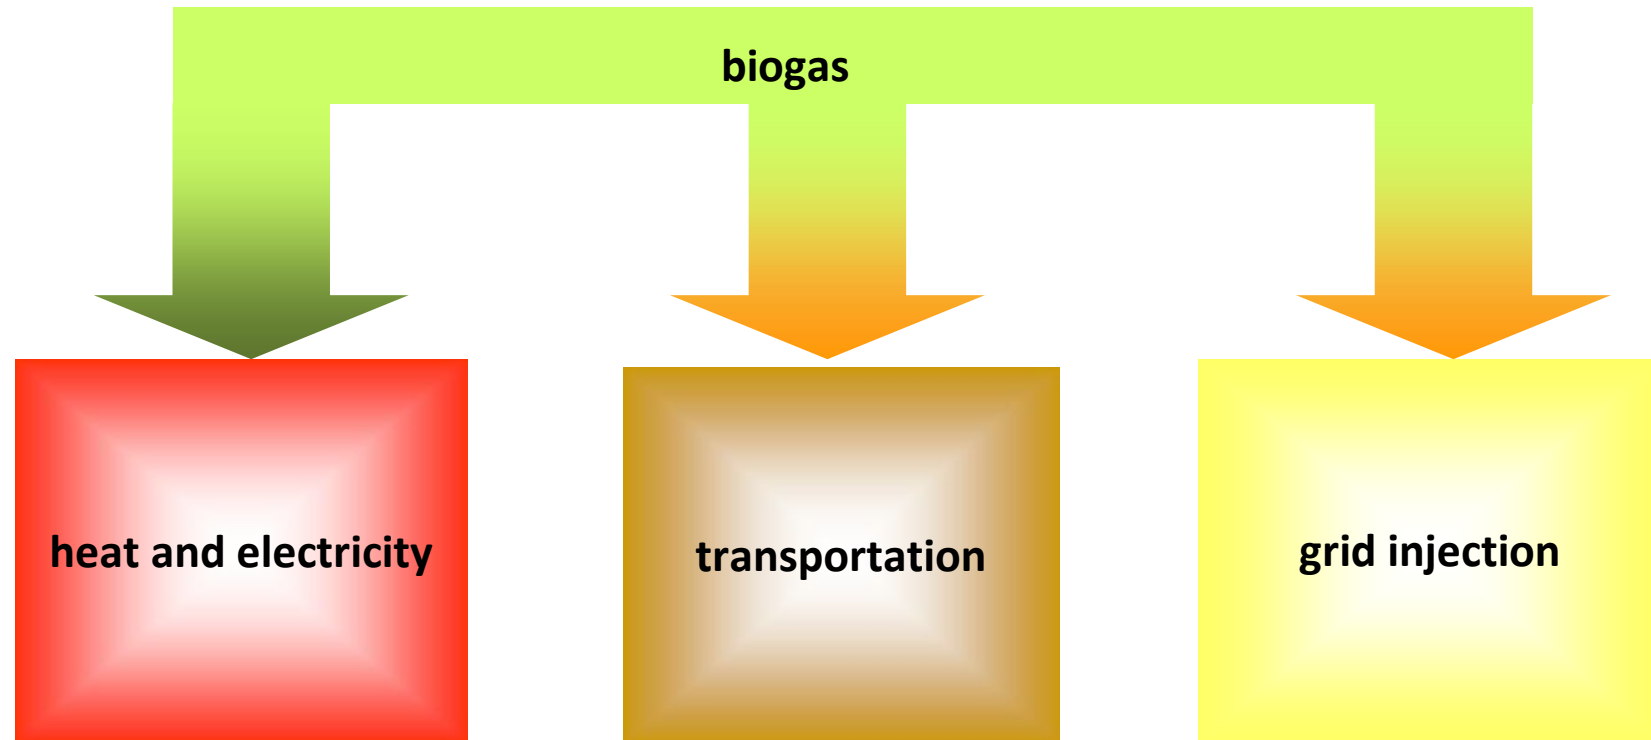 biogas
heat and electricity
transportation
grid injection